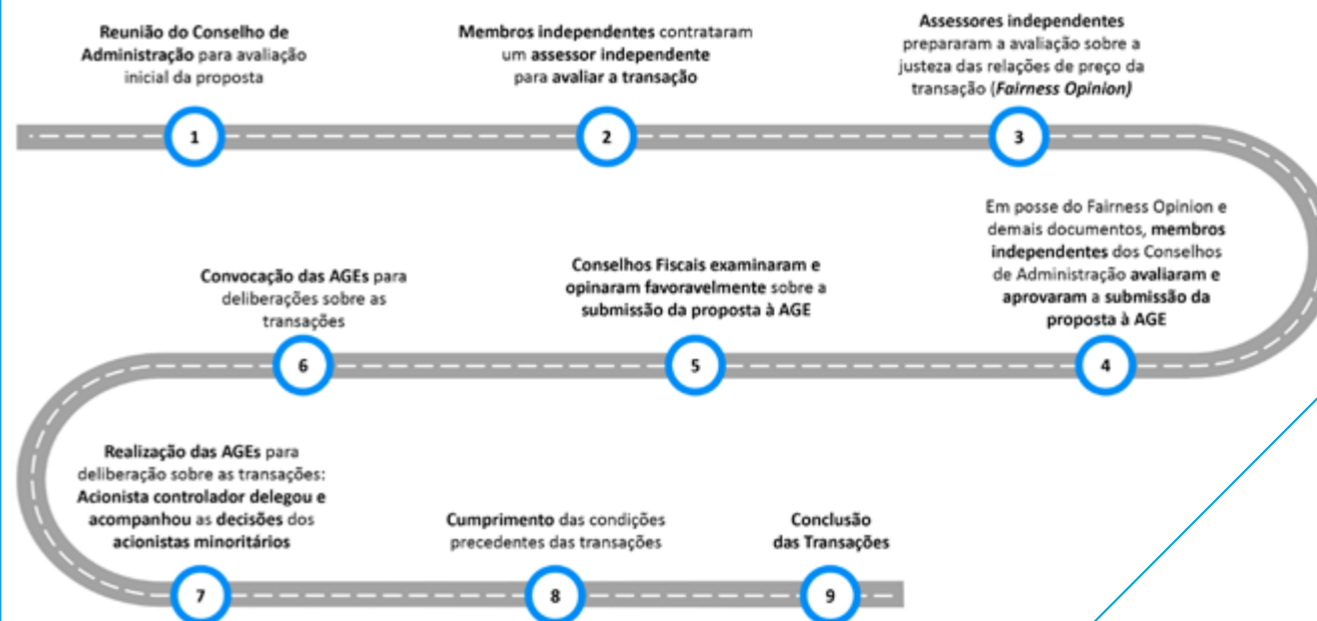 Reunião do Conselho de
Administração para avaliação
inicial da proposta
1
Membros independentes contrataram
um assessor independente
para avaliar a transação
2
Assessores independentes
prepararam a avaliação sobre a
justeza das relações de preço da
transação (Fairness Opinion)
3
Em posse do Fairness Opinion e
demais documentos, membros
independentes dos Conselhos
de Administração avaliaram e
aprovaram a submissão da
proposta à AGE
4
Conselhos Fiscais examinaram e
opinaram favoravelmente sobre a
submissão da proposta à AGE
5
Convocação das AGEs para
deliberações sobre as
transações
6
Realização das AGEs para
deliberação sobre as transações:
Acionista controlador delegou e
acompanhou as decisões dos
acionistas minoritários
7
Cumprimento das condições
precedentes das transações
8
Conclusão
das Transações
9